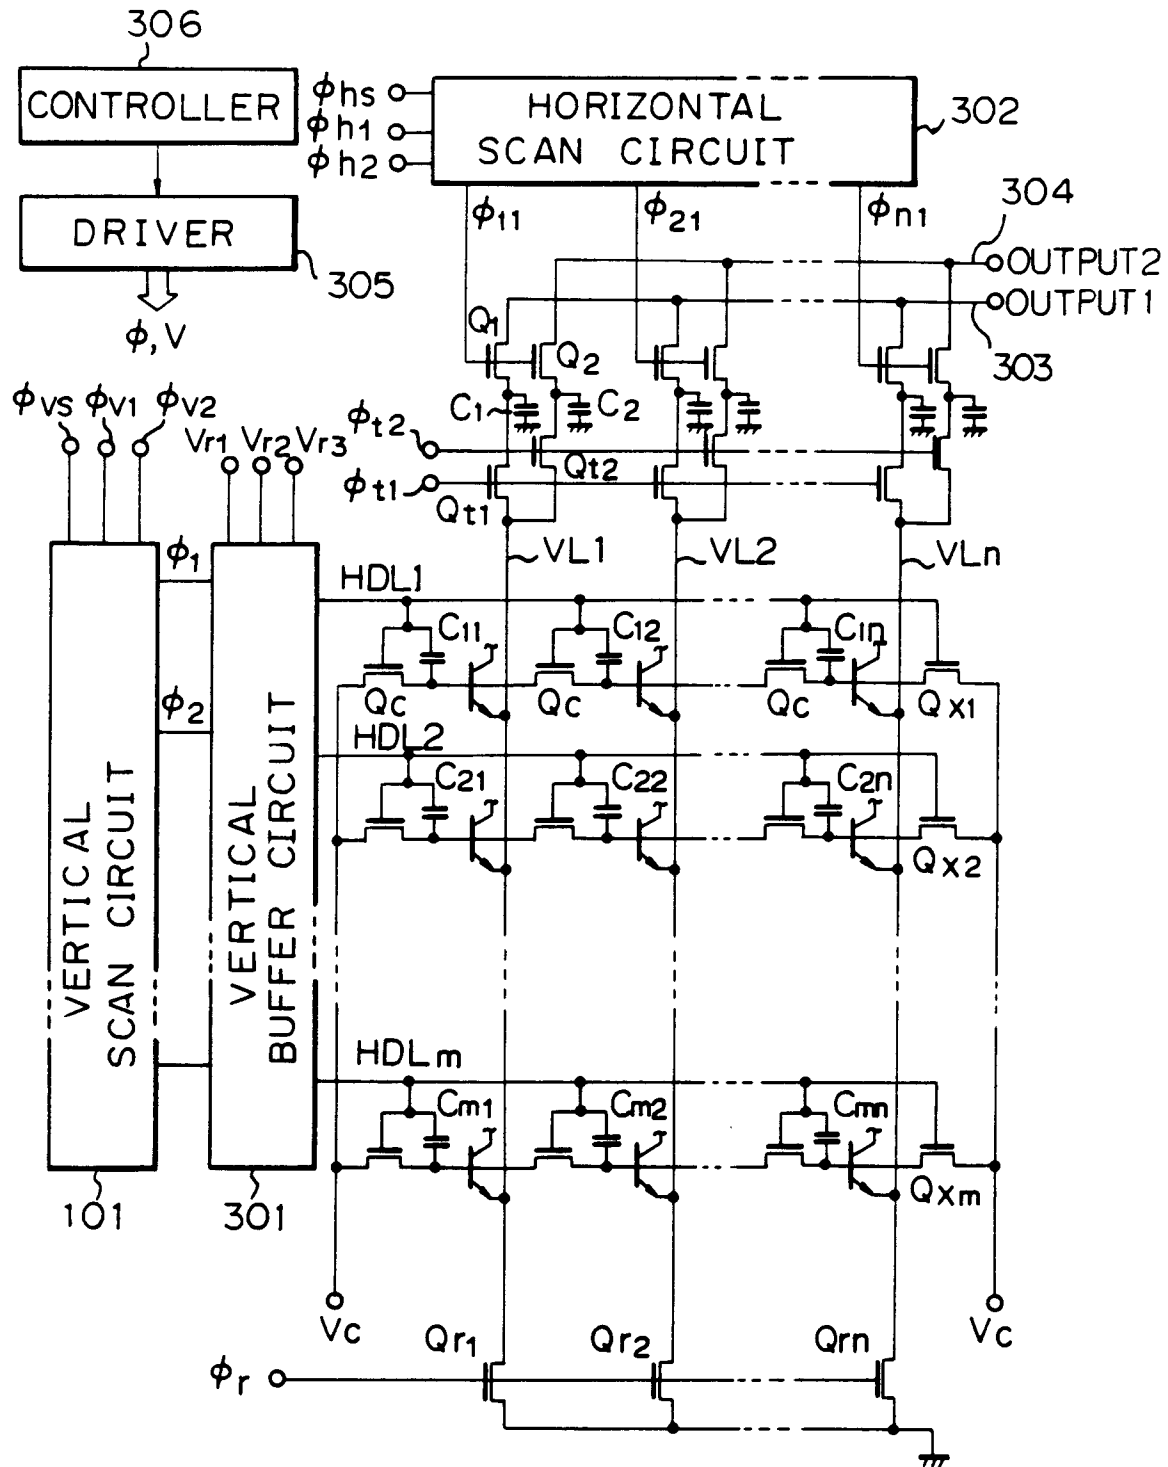 306
CONTROLLER
DRIVER
305
ϕ, V
ϕhs
ϕh1
ϕh2
HORIZONTAL
SCAN CIRCUIT
302
ϕ11
ϕ21
ϕn1
304
OUTPUT2
OUTPUT1
303
Q1
Q2
C1
C2
ϕt2
ϕt1
Qt2
Qt1
ϕvs
ϕv1
ϕv2
Vr1
Vr2
Vr3
ϕ1
ϕ2
VERTICAL
SCAN CIRCUIT
101
VERTICAL
BUFFER CIRCUIT
301
VL1
VL2
VLn
HDL1
C11
C12
C1n
Qc
Qc
Qc
Qx1
HDL2
C21
C22
C2n
Qx2
HDLm
Cm1
Cm2
Cmn
Qxm
Vc
Vc
Qr1
Qr2
Qrn
ϕr